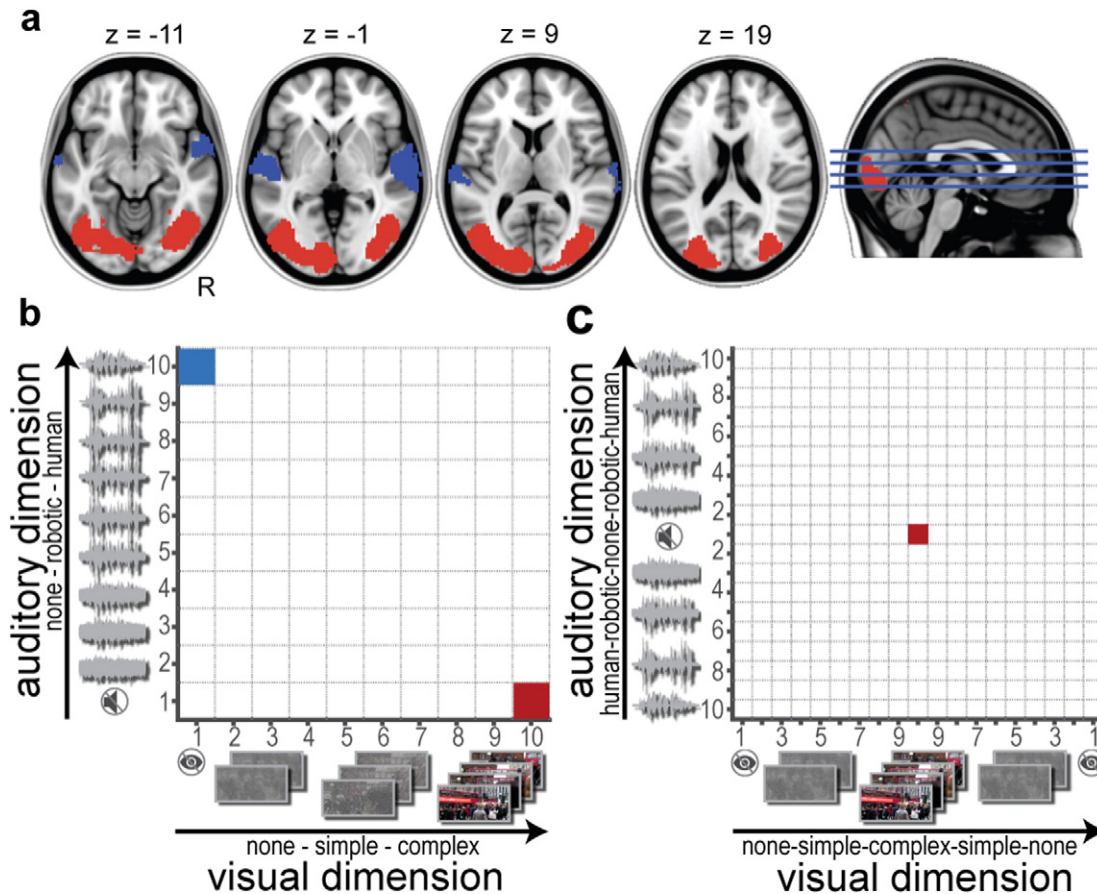 a
z = -11
z = -1
z = 9
z = 19
R
b
auditory dimension
none - robotic - human
10
9
8
7
6
5
4
3
2
1
1 2 3 4 5 6 7 8 9 10
none - simple - complex
visual dimension
c
auditory dimension
human-robotic-none-robotic-human
10
8
6
4
2
2
4
6
8
10
1 3 5 7 9 9 7 5 3 1
none-simple-complex-simple-none
visual dimension